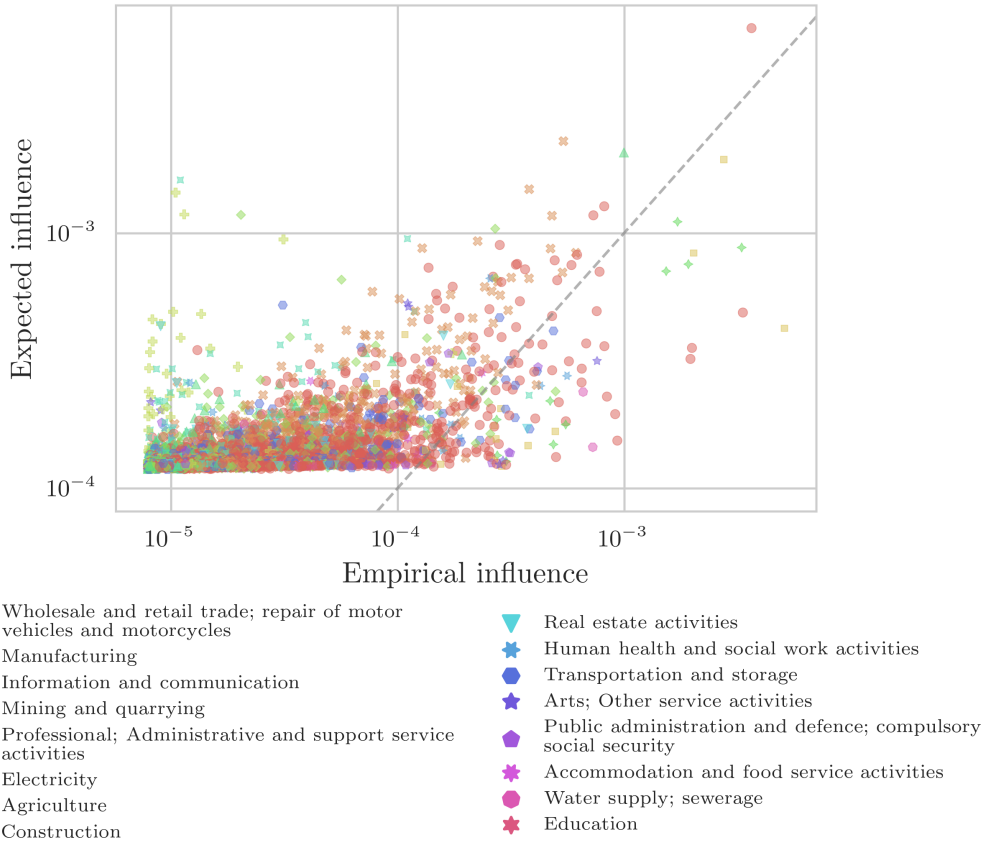 Expected influence
10⁻³
10⁻⁴
10⁻⁵
10⁻⁴
10⁻³
Empirical influence
Wholesale and retail trade; repair of motor
vehicles and motorcycles
Manufacturing
Information and communication
Mining and quarrying
Professional; Administrative and support service
activities
Electricity
Agriculture
Construction
Real estate activities
Human health and social work activities
Transportation and storage
Arts; Other service activities
Public administration and defence; compulsory
social security
Accommodation and food service activities
Water supply; sewerage
Education